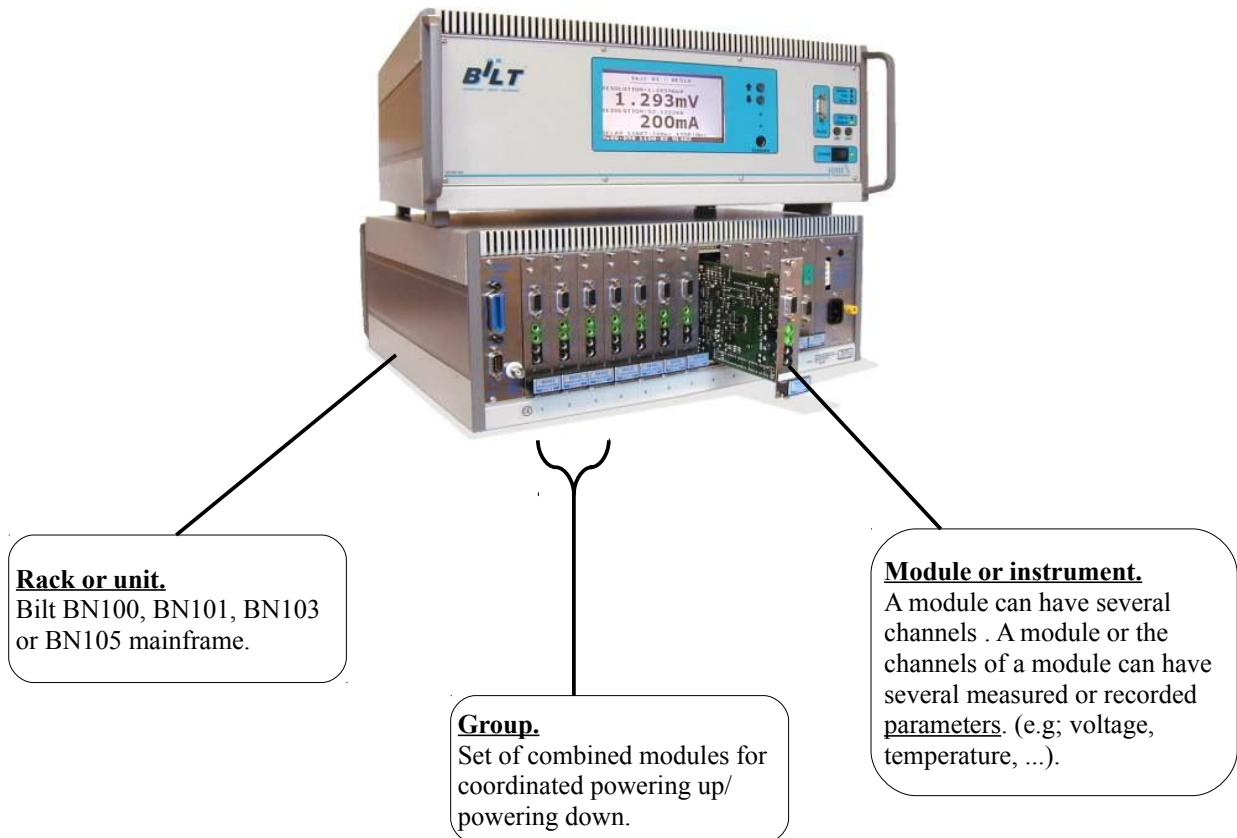 BILT
1.293mV
200mA
Rack or unit.
Bilt BN100, BN101, BN103
or BN105 mainframe.
Group.
Set of combined modules for
coordinated powering up/
powering down.
Module or instrument.
A module can have several
channels . A module or the
channels of a module can have
several measured or recorded
parameters. (e.g; voltage,
temperature, ...).